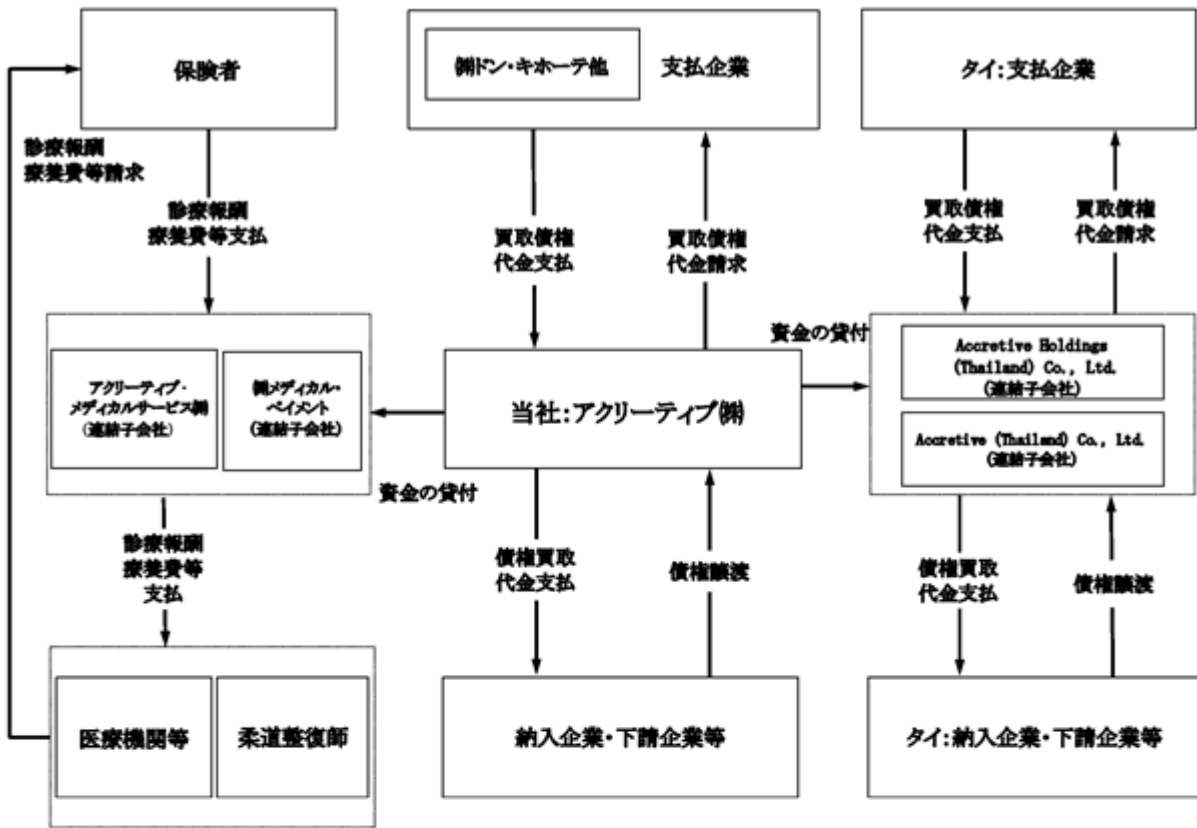 保険者
㈱ドン・キホーテ他
支払企業
タイ:支払企業
診療報酬
療養費等請求
診療報酬
療養費等支払
買取債権
代金支払
買取債権
代金請求
買取債権
代金支払
買取債権
代金請求
アクリーティブ・
メディカルサービス㈱
(連結子会社)
㈱メディカル・
ペイメント
(連結子会社)
当社:アクリーティブ㈱
資金の貸付
Accretive Holdings
(Thailand) Co., Ltd.
(連結子会社)
Accretive (Thailand) Co., Ltd.
(連結子会社)
資金の貸付
診療報酬
療養費等
支払
債権買取
代金支払
債権譲渡
債権買取
代金支払
債権譲渡
医療機関等
柔道整復師
納入企業・下請企業等
タイ:納入企業・下請企業等